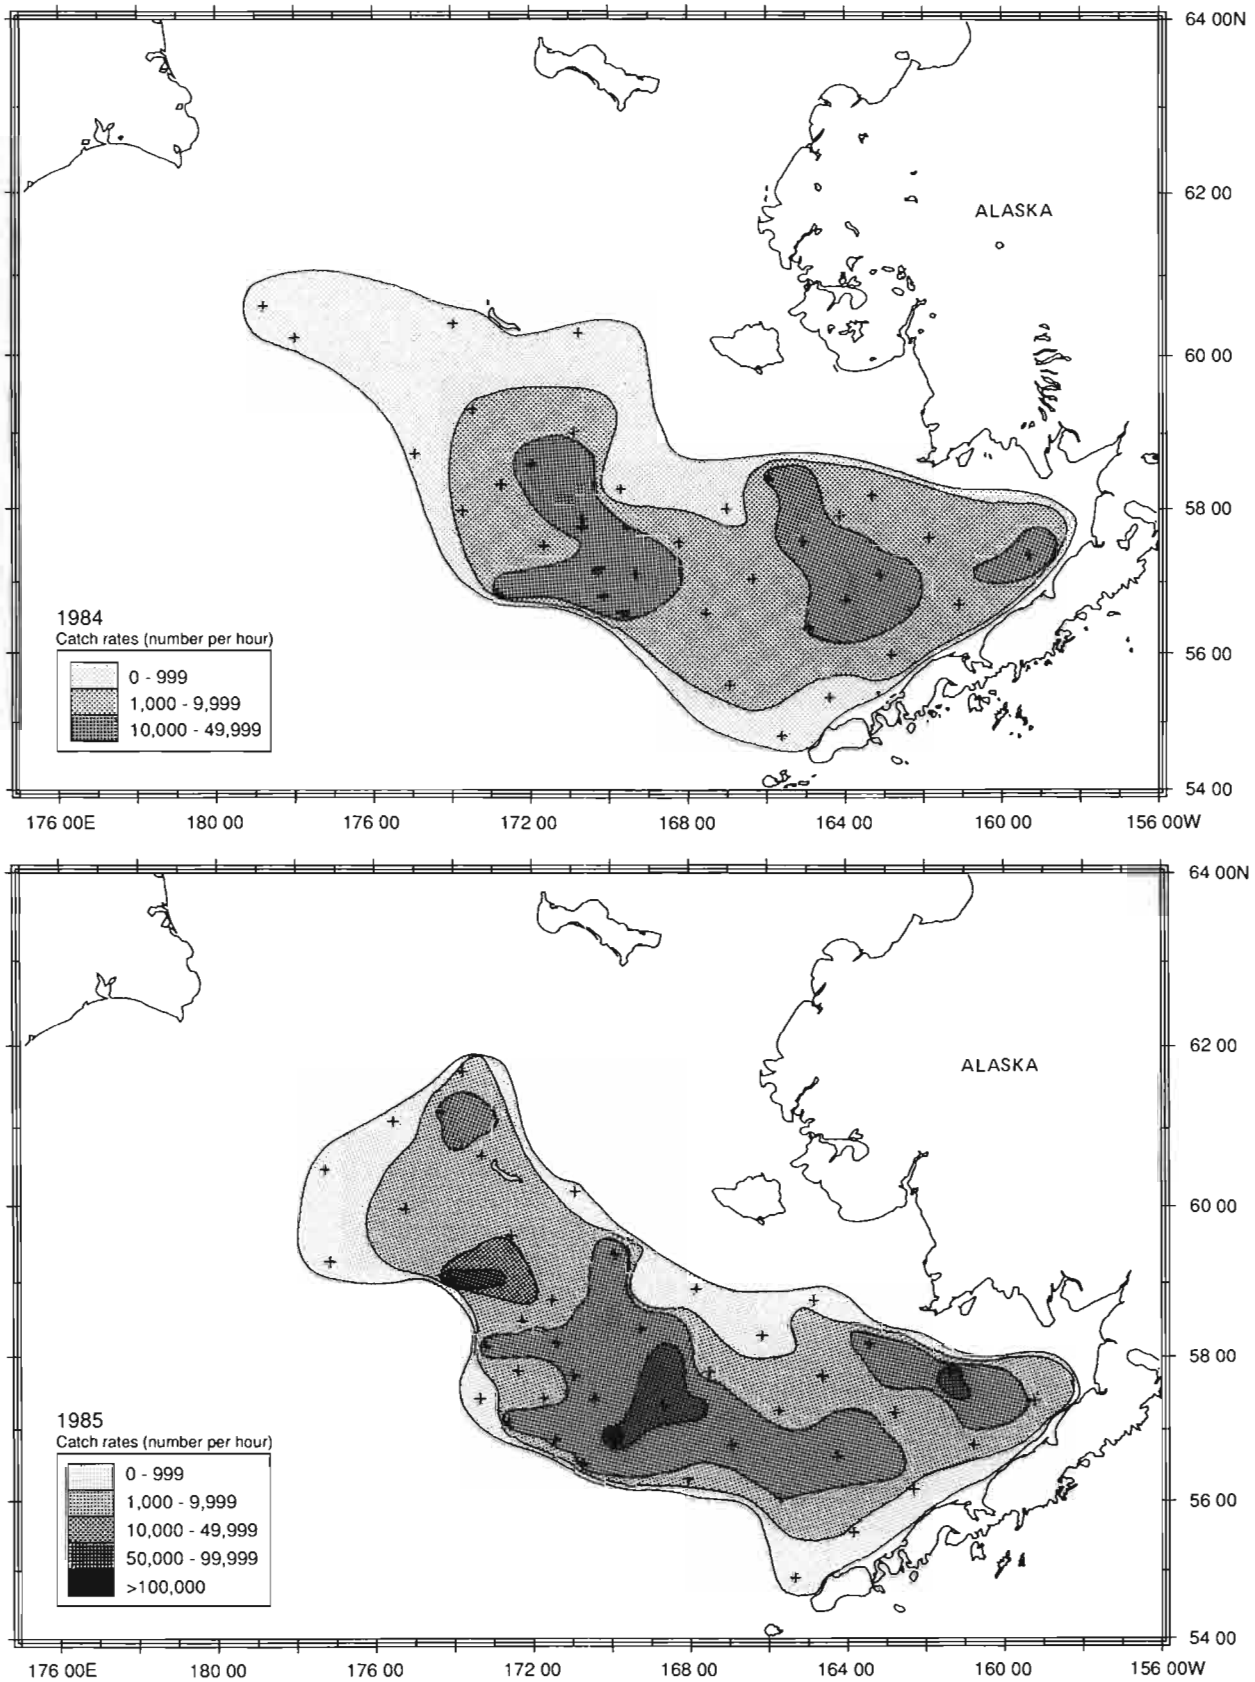 64 00N
62 00
ALASKA
60 00
58 00
1984
Catch rates (number per hour)
0 - 999
1,000 - 9,999
10,000 - 49,999
56 00
54 00
176 00E 180 00 176 00 172 00 168 00 164 00 160 00 156 00W
64 00N
62 00
ALASKA
60 00
58 00
1985
Catch rates (number per hour)
0 - 999
1,000 - 9,999
10,000 - 49,999
50,000 - 99,999
>100,000
56 00
54 00
176 00E 180 00 176 00 172 00 168 00 164 00 160 00 156 00W